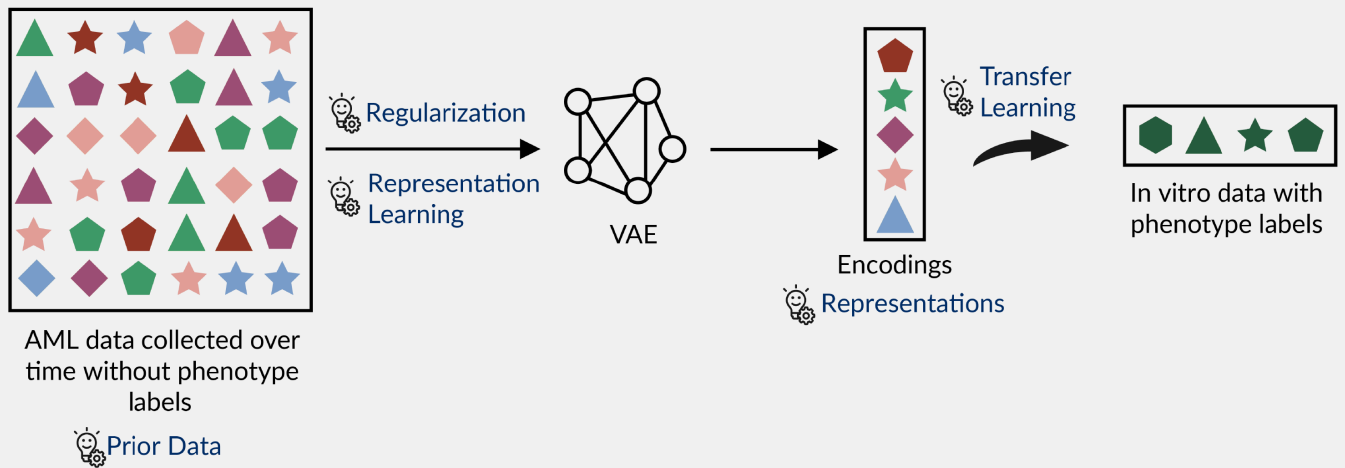 AML data collected over
time without phenotype
labels
Prior Data
Regularization
Representation
Learning
VAE
Encodings
Representations
Transfer
Learning
In vitro data with
phenotype labels